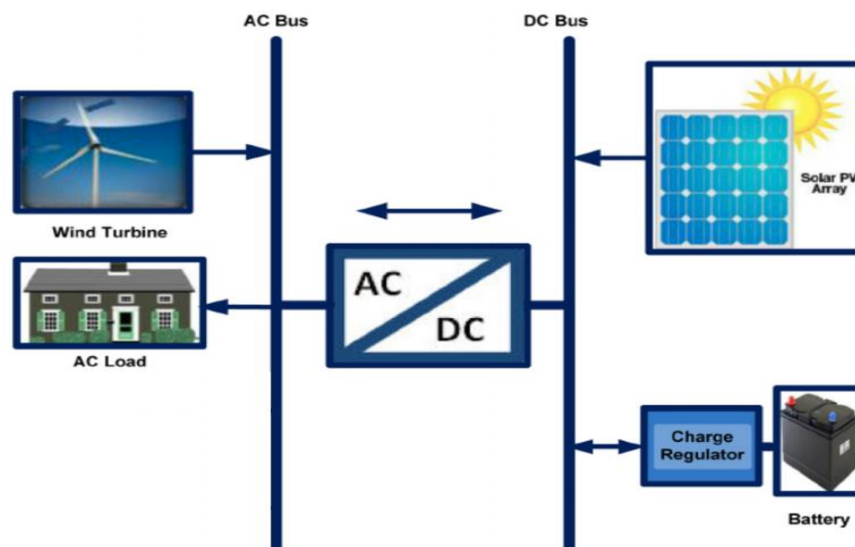 AC Bus
DC Bus
Wind Turbine
Solar PV
Array
AC
DC
AC Load
Charge
Regulator
Battery